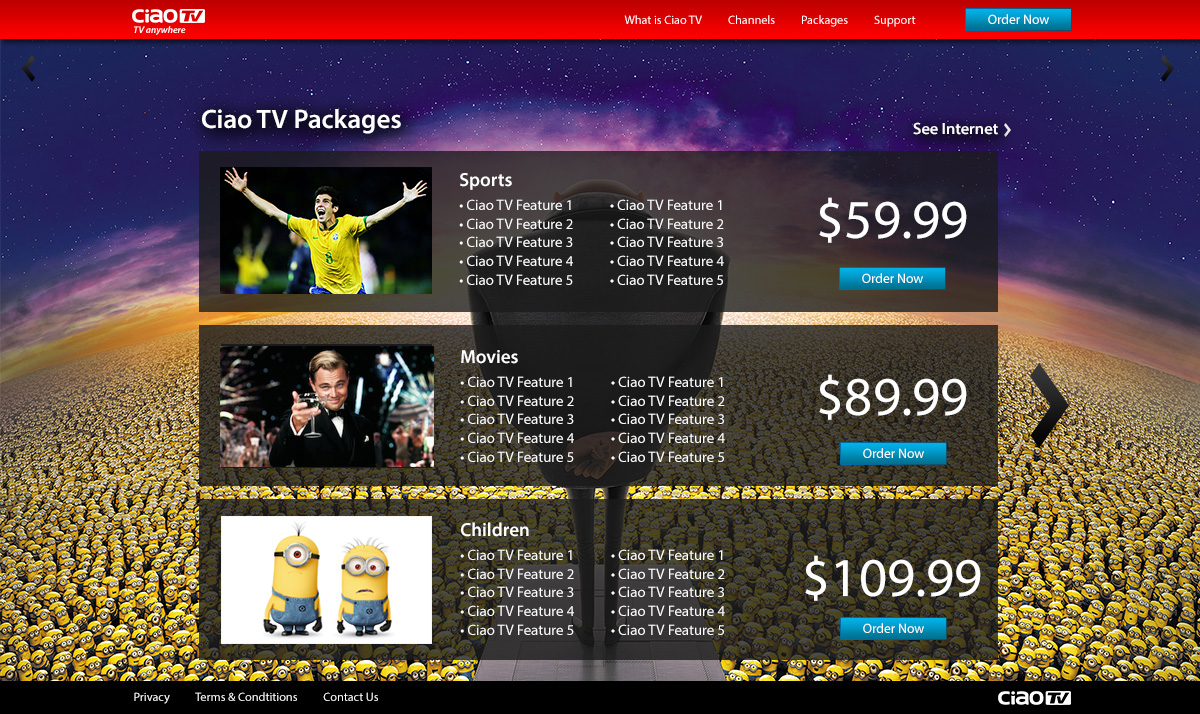 CiaO TV
TV anywhere
What is Ciao TV
Channels
Packages
Support
Order Now
Ciao TV Packages
See Internet
Sports
• Ciao TV Feature 1
• Ciao TV Feature 2
• Ciao TV Feature 3
• Ciao TV Feature 4
• Ciao TV Feature 5
• Ciao TV Feature 1
• Ciao TV Feature 2
• Ciao TV Feature 3
• Ciao TV Feature 4
• Ciao TV Feature 5
$59.99
Order Now
8
Movies
• Ciao TV Feature 1
• Ciao TV Feature 2
• Ciao TV Feature 3
• Ciao TV Feature 4
• Ciao TV Feature 5
• Ciao TV Feature 1
• Ciao TV Feature 2
• Ciao TV Feature 3
• Ciao TV Feature 4
• Ciao TV Feature 5
$89.99
Order Now
Children
• Ciao TV Feature 1
• Ciao TV Feature 2
• Ciao TV Feature 3
• Ciao TV Feature 4
• Ciao TV Feature 5
• Ciao TV Feature 1
• Ciao TV Feature 2
• Ciao TV Feature 3
• Ciao TV Feature 4
• Ciao TV Feature 5
$109.99
Order Now
Privacy
Terms & Condtitions
Contact Us
CiaO TV